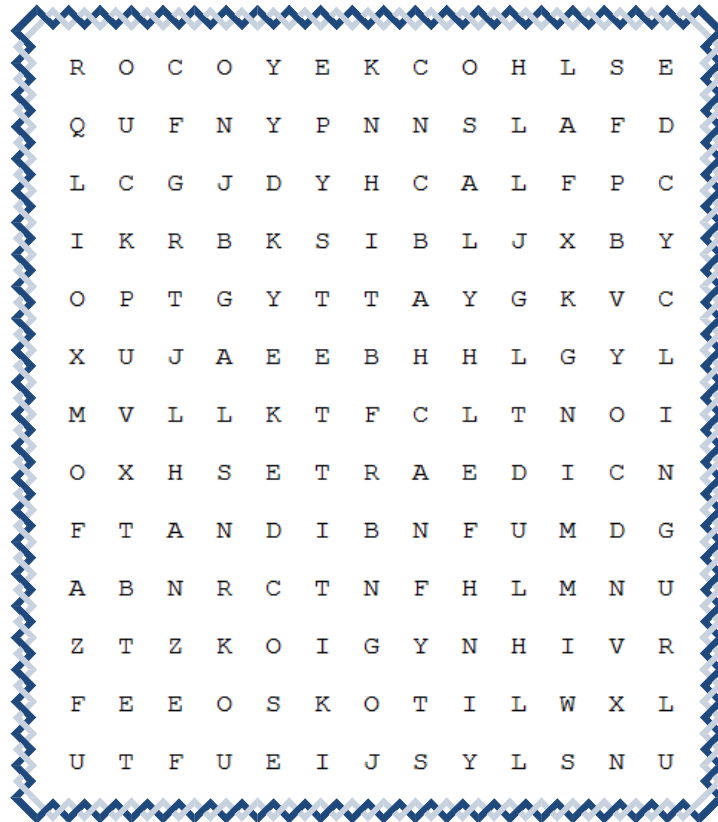 R O C O Y E K C O H L S E
Q U F N Y P N N S L A F D
L C G J D Y H C A L F P C
I K R B K S I B L J X B Y
O P T G Y T T A Y G K V C
X U J A E E B H H L G Y L
M V L L K T F C L T N O I
O X H S E T R A E D I C N
F T A N D I B N F U M D G
A B N R C T N F H L M N U
Z T Z K O I G Y N H I V R
F E E O S K O T I L W X L
U T F U E I J S Y L S N U